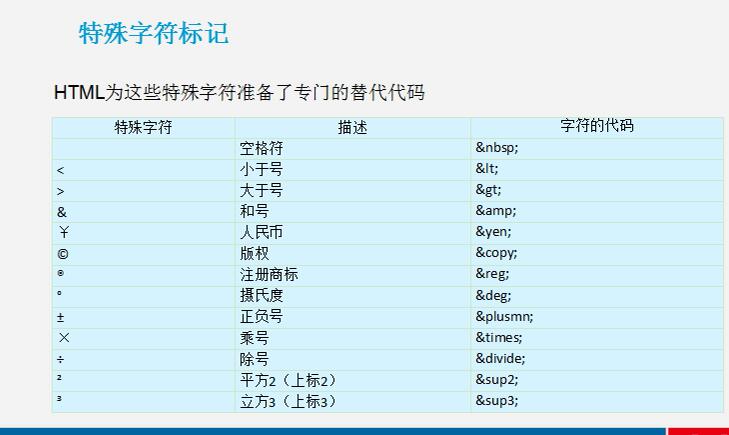 特殊字符标记
HTML为这些特殊字符准备了专门的替代代码
特殊字符 描述 字符的代码
空格符 &nbsp;
< 小于号 &lt;
> 大于号 &gt;
& 和号 &amp;
￥ 人民币 &yen;
© 版权 &copy;
® 注册商标 &reg;
° 摄氏度 &deg;
± 正负号 &plusmn;
× 乘号 &times;
÷ 除号 &divide;
² 平方2（上标2） &sup2;
³ 立方3（上标3） &sup3;